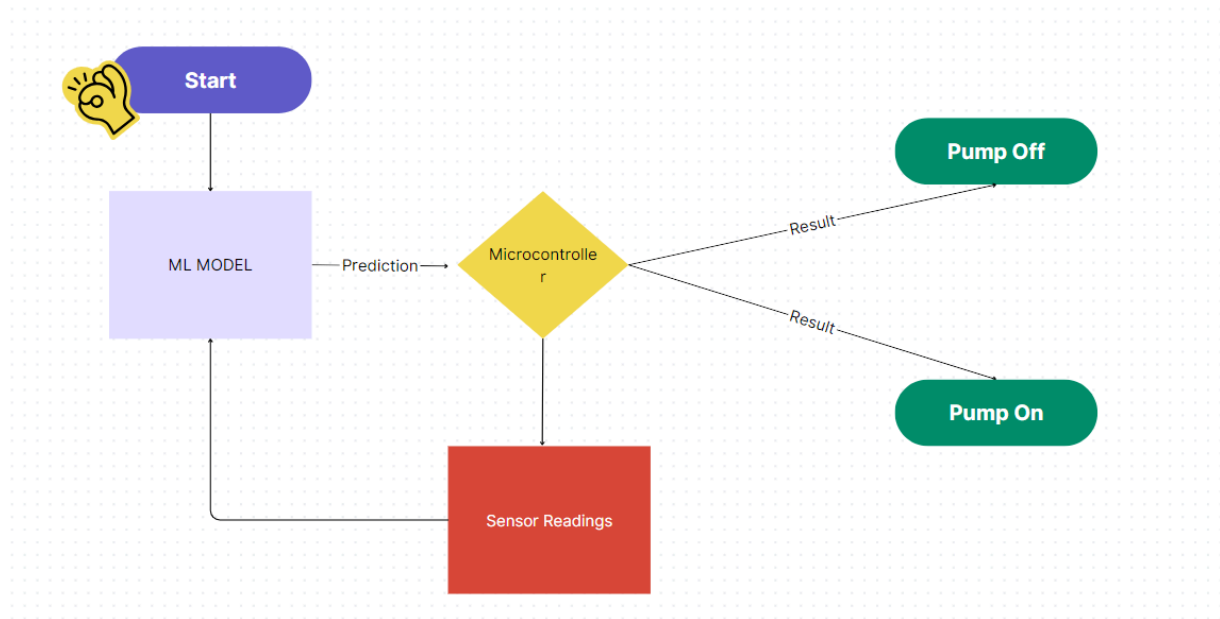 Start
Pump Off
Result
ML MODEL
Prediction
Microcontrolle
r
Result
Pump On
Sensor Readings